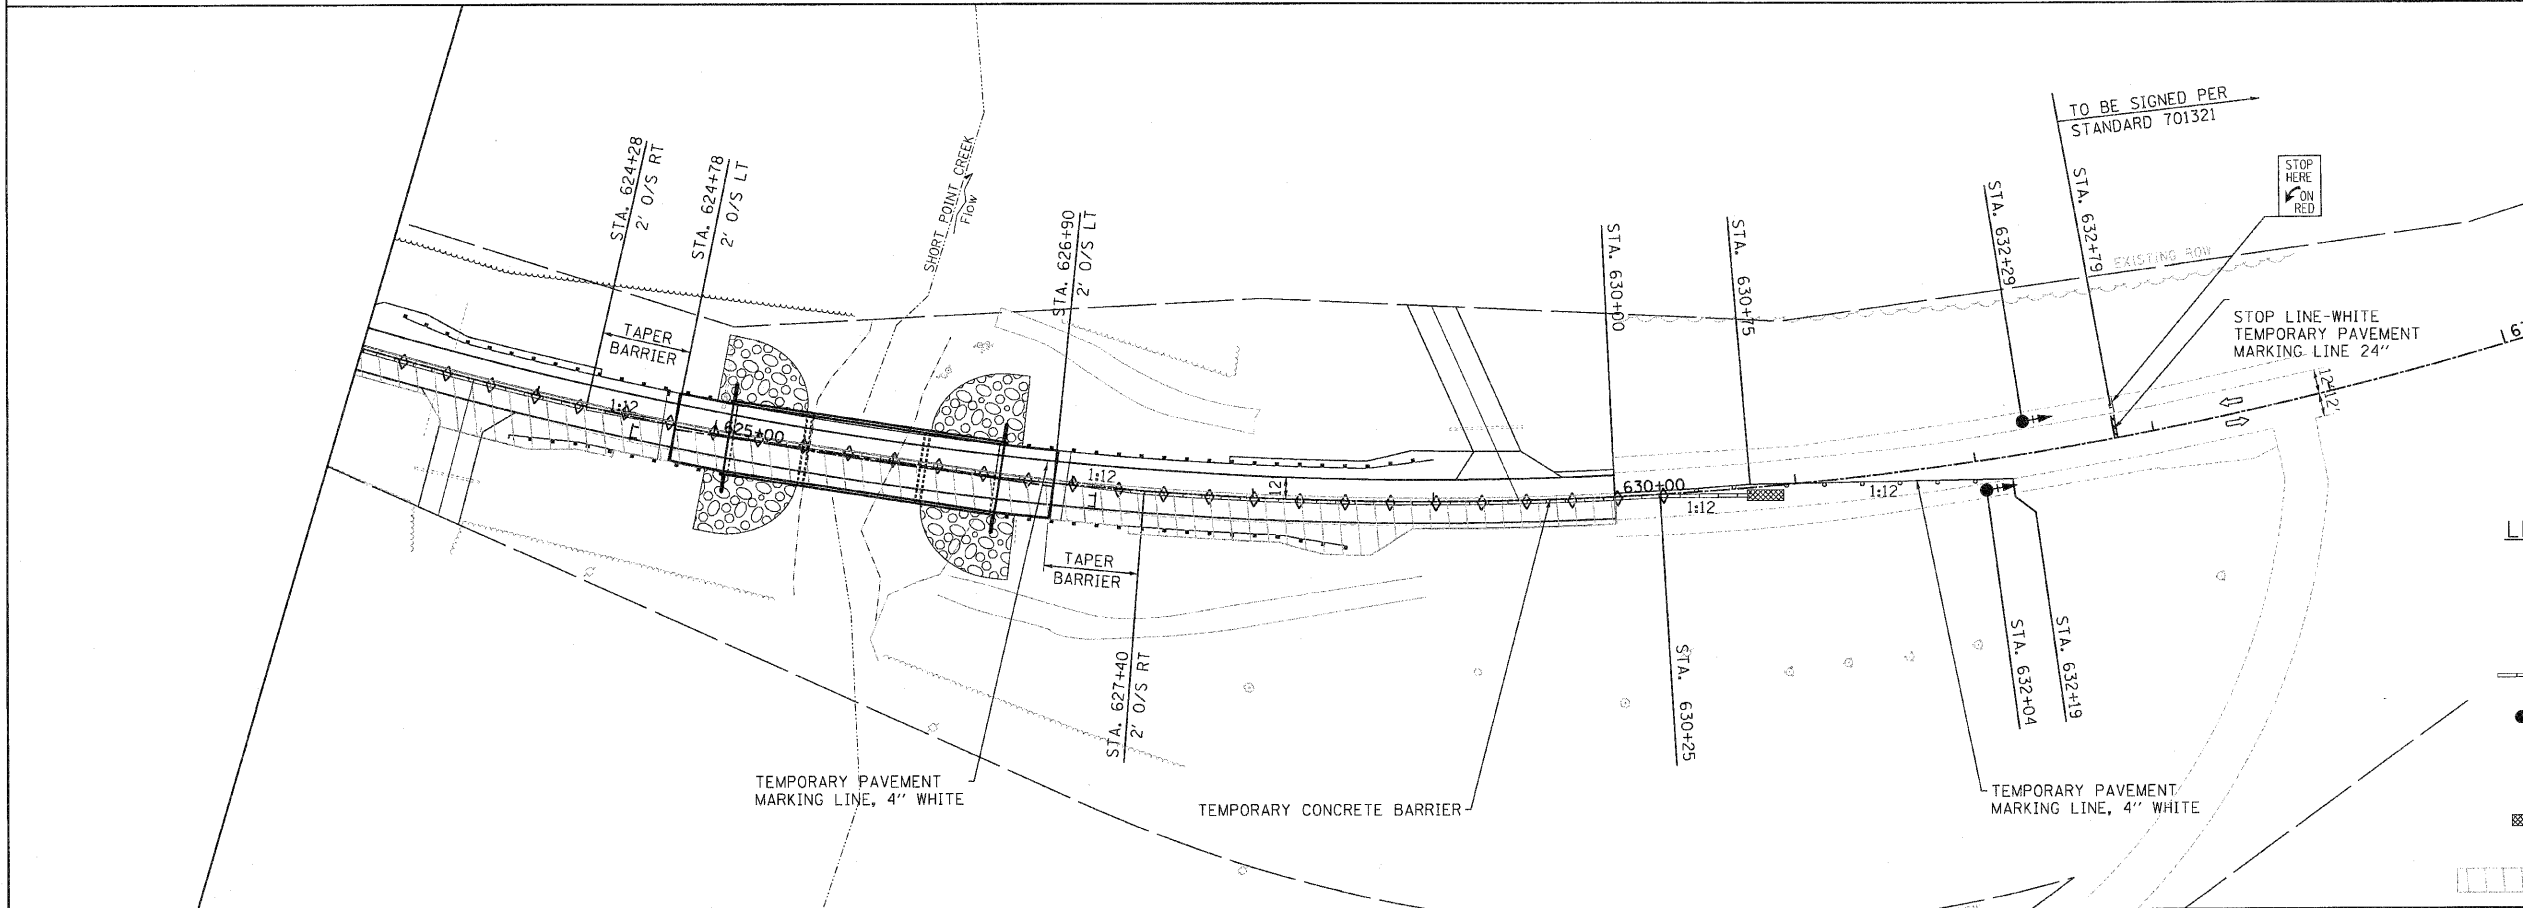 TO BE SIGNED PER
STANDARD 701321
STA. 624+28
2' O/S RT
STA. 624+78
2' O/S LT
SHORT POINT CREEK
Flow
STA. 626+90
2' O/S LT
STA. 630+00
STA. 630+75
STA. 632+29
STA. 632+79
STOP
HERE
ON
RED
EXISTING ROW
STOP LINE-WHITE
TEMPORARY PAVEMENT
MARKING LINE 24"
TAPER
BARRIER
1:12
625+00
1:12
12'
630+00
1:12
1:12
12'
12'
TAPER
BARRIER
STA. 627+40
2' O/S RT
STA. 630+25
STA. 632+04
STA. 632+19
TEMPORARY PAVEMENT
MARKING LINE, 4" WHITE
TEMPORARY CONCRETE BARRIER
TEMPORARY PAVEMENT
MARKING LINE, 4" WHITE